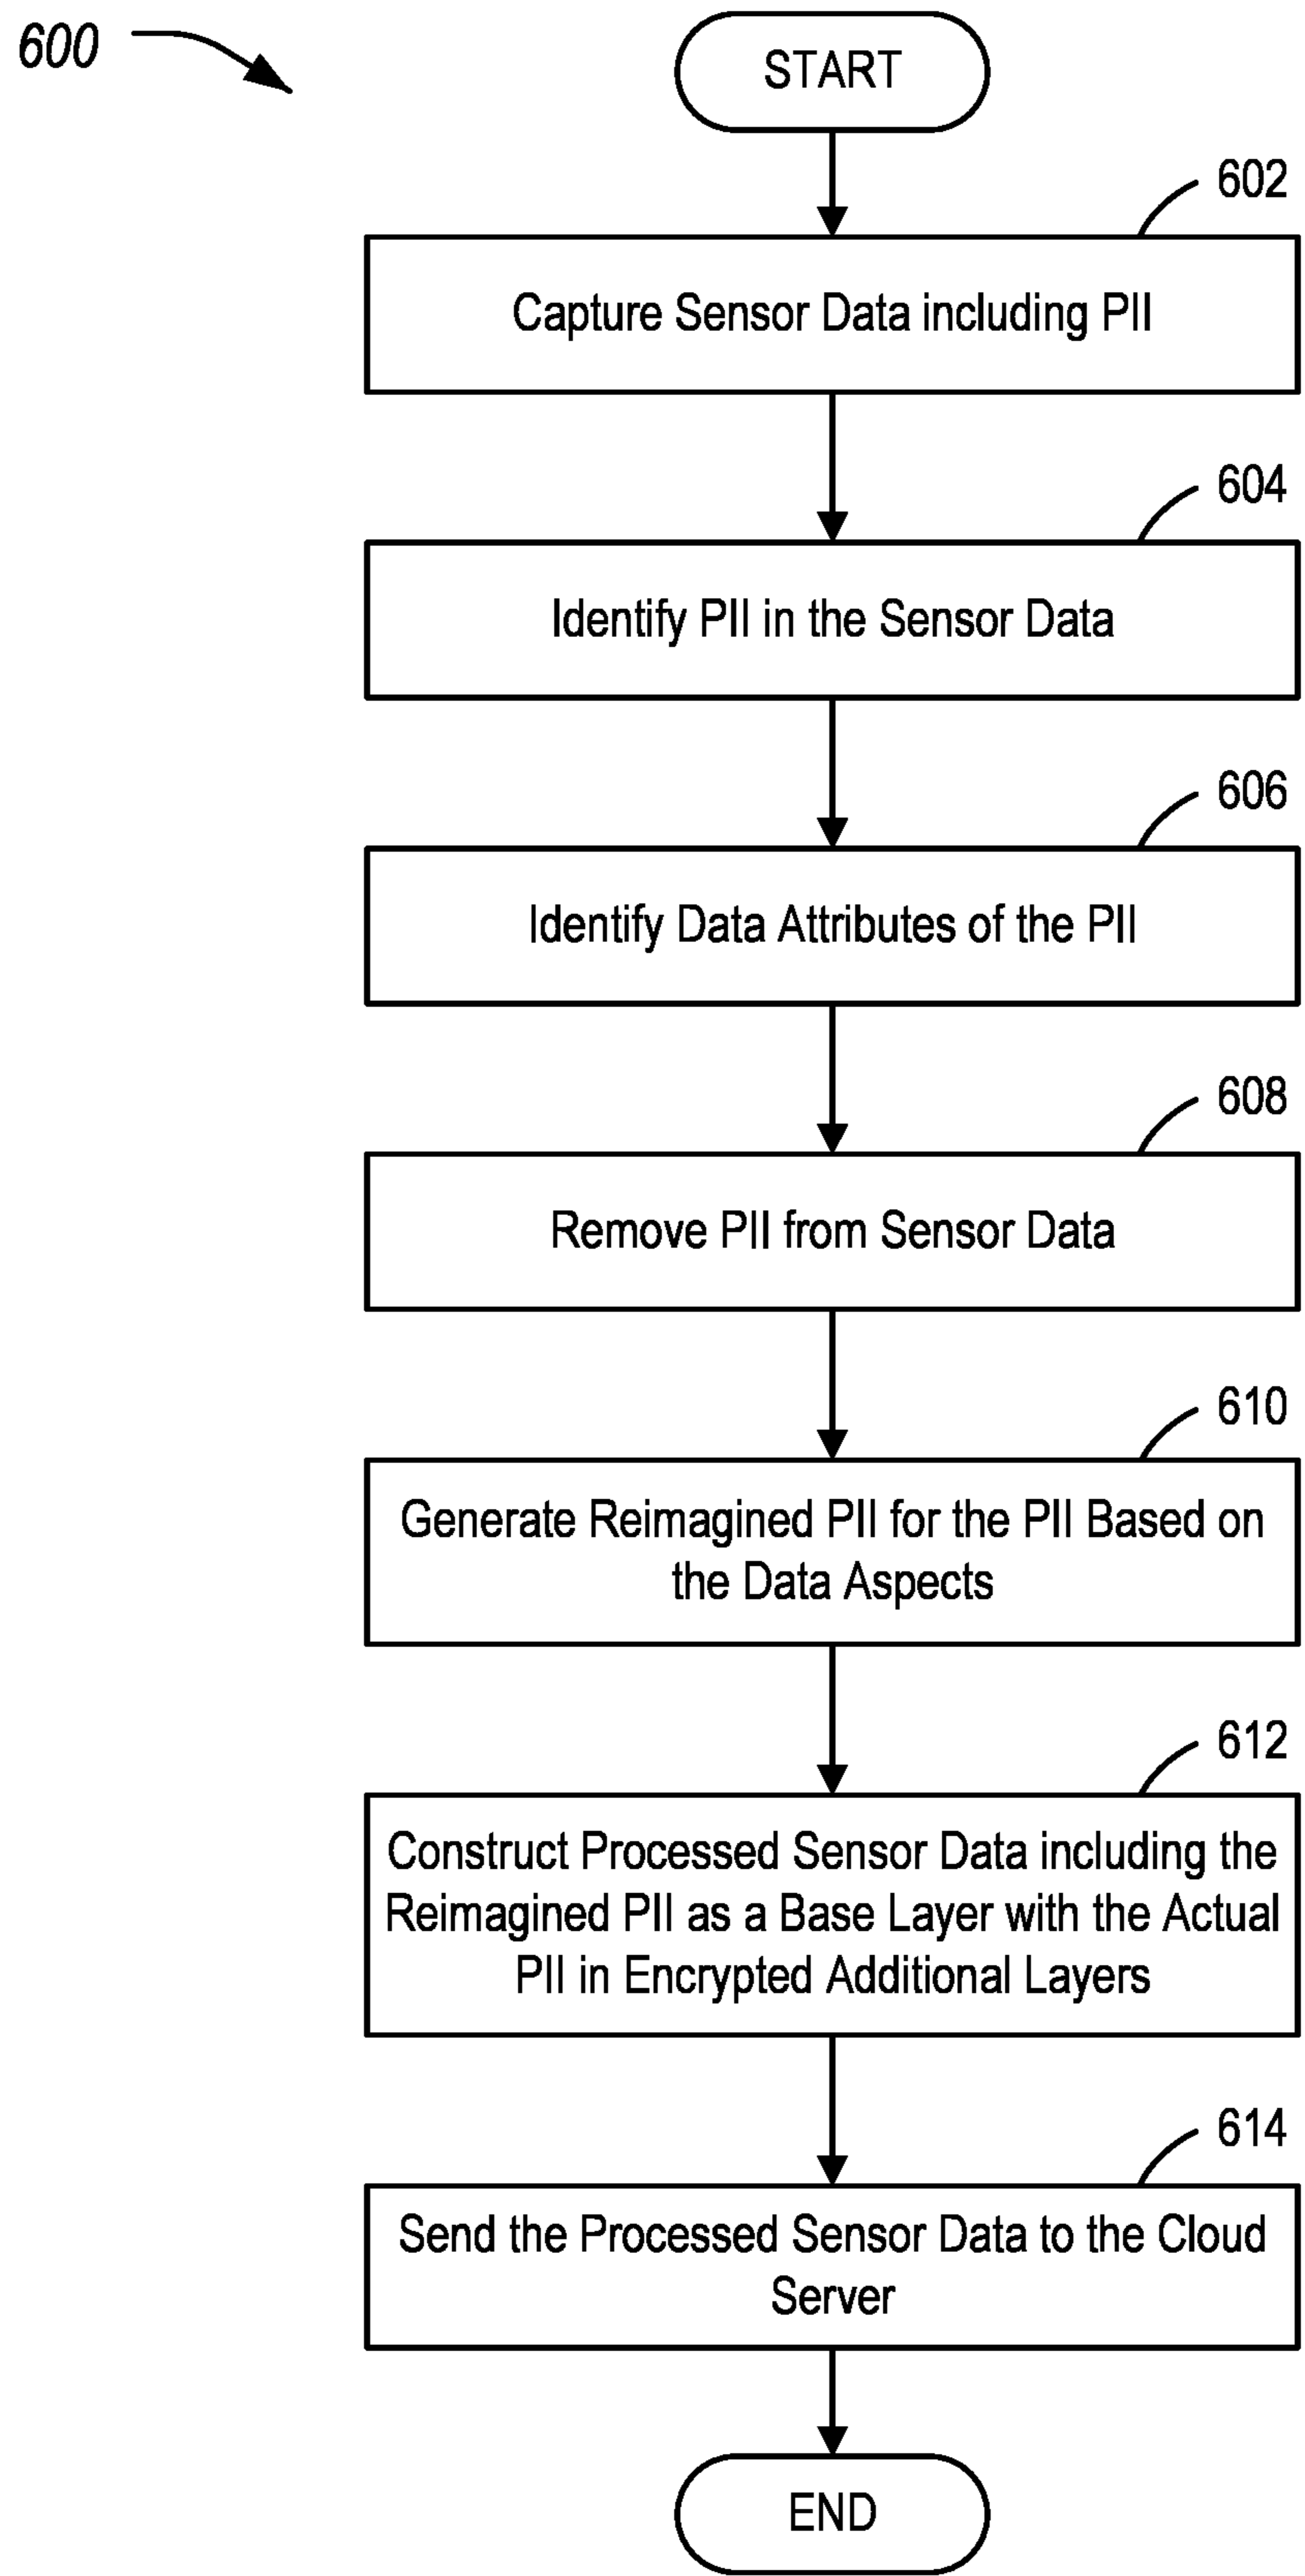 600
START
602
Capture Sensor Data including PII
604
Identify PII in the Sensor Data
606
Identify Data Attributes of the PII
608
Remove PII from Sensor Data
610
Generate Reimagined PII for the PII Based on
the Data Aspects
612
Construct Processed Sensor Data including the
Reimagined PII as a Base Layer with the Actual
PII in Encrypted Additional Layers
614
Send the Processed Sensor Data to the Cloud
Server
END